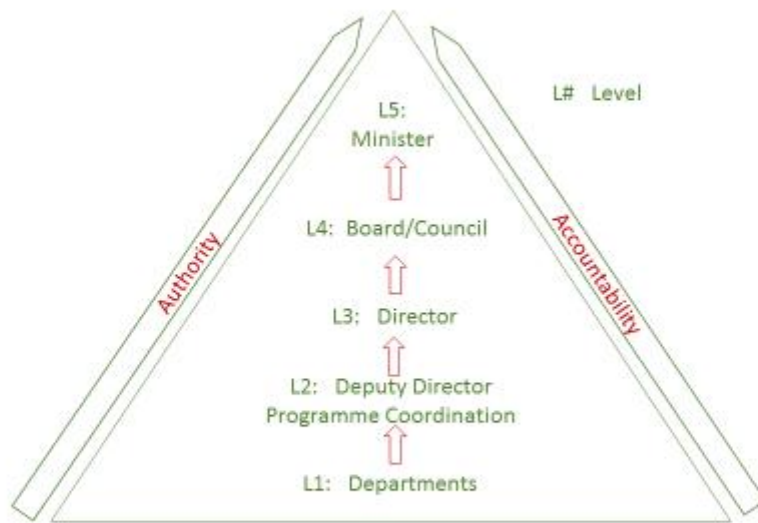 L# Level
L5:
Minister
L4: Board/Council
Authority
Accountability
L3: Director
L2: Deputy Director
Programme Coordination
L1: Departments